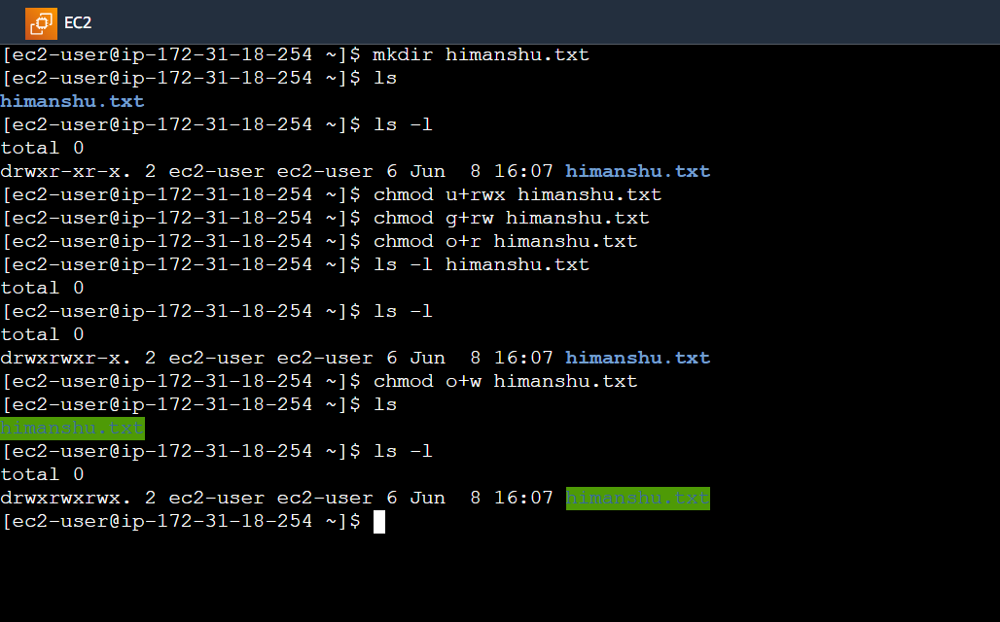 EC2
[ec2-user@ip-172-31-18-254 ~]$ mkdir himanshu.txt
[ec2-user@ip-172-31-18-254 ~]$ ls
himanshu.txt
[ec2-user@ip-172-31-18-254 ~]$ ls -l
total 0
drwxr-xr-x. 2 ec2-user ec2-user 6 Jun  8 16:07 himanshu.txt
[ec2-user@ip-172-31-18-254 ~]$ chmod u+rwx himanshu.txt
[ec2-user@ip-172-31-18-254 ~]$ chmod g+rw himanshu.txt
[ec2-user@ip-172-31-18-254 ~]$ chmod o+r himanshu.txt
[ec2-user@ip-172-31-18-254 ~]$ ls -l himanshu.txt
total 0
[ec2-user@ip-172-31-18-254 ~]$ ls -l
total 0
drwxrwxr-x. 2 ec2-user ec2-user 6 Jun  8 16:07 himanshu.txt
[ec2-user@ip-172-31-18-254 ~]$ chmod o+w himanshu.txt
[ec2-user@ip-172-31-18-254 ~]$ ls
himanshu.txt
[ec2-user@ip-172-31-18-254 ~]$ ls -l
total 0
drwxrwxrwx. 2 ec2-user ec2-user 6 Jun  8 16:07 himanshu.txt
[ec2-user@ip-172-31-18-254 ~]$